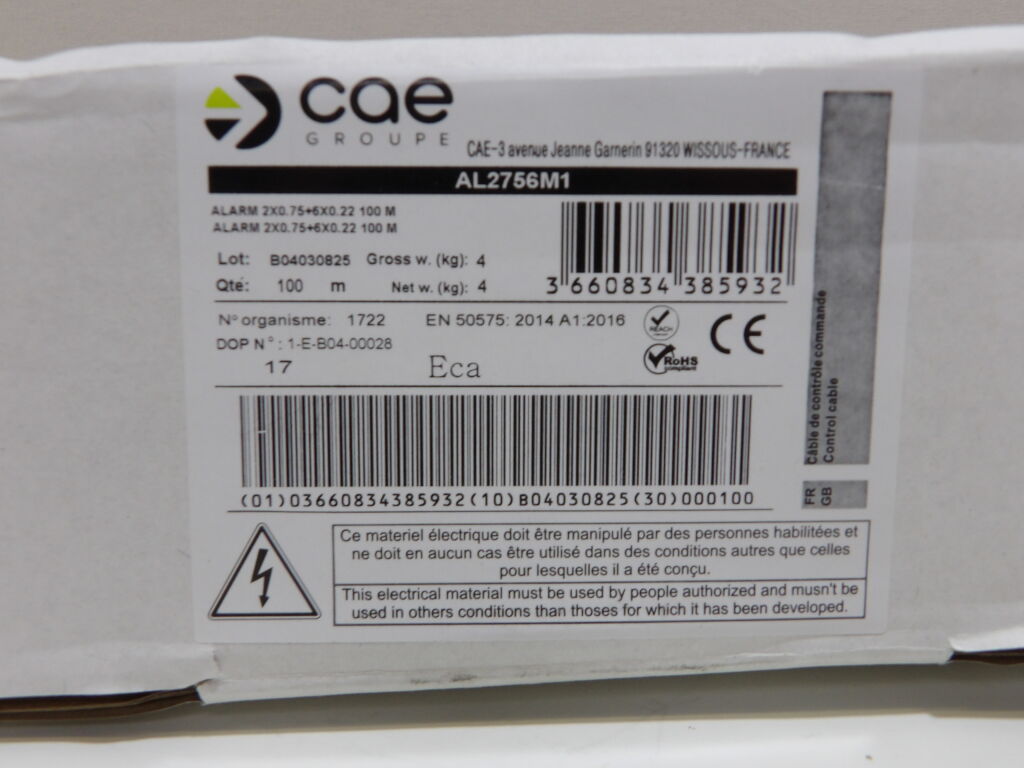 cae
GROUPE
CAE-3 avenue Jeanne Garnerin 91320 WISSOUS-FRANCE
AL2756M1
ALARM 2X0.75+6X0.22 100 M
ALARM 2X0.75+6X0.22 100 M
Lot: B04030825 Gross w. (kg): 4
Qté: 100 m Net w. (kg): 4
3 660834 385932
N° organisme: 1722 EN 50575: 2014 A1:2016
REACH
CE
DOP N° : 1-E-B04-00028
RoHS
compliant
17 Eca
(01)03660834385932(10)B04030825(30)000100
Câble de contrôle commande
Control cable
FR
GB
Ce materiel électrique doit être manipulé par des personnes habilitées et
ne doit en aucun cas être utilisé dans des conditions autres que celles
pour lesquelles il a été conçu.
This electrical material must be used by people authorized and musn't be
used in others conditions than thoses for which it has been developed.